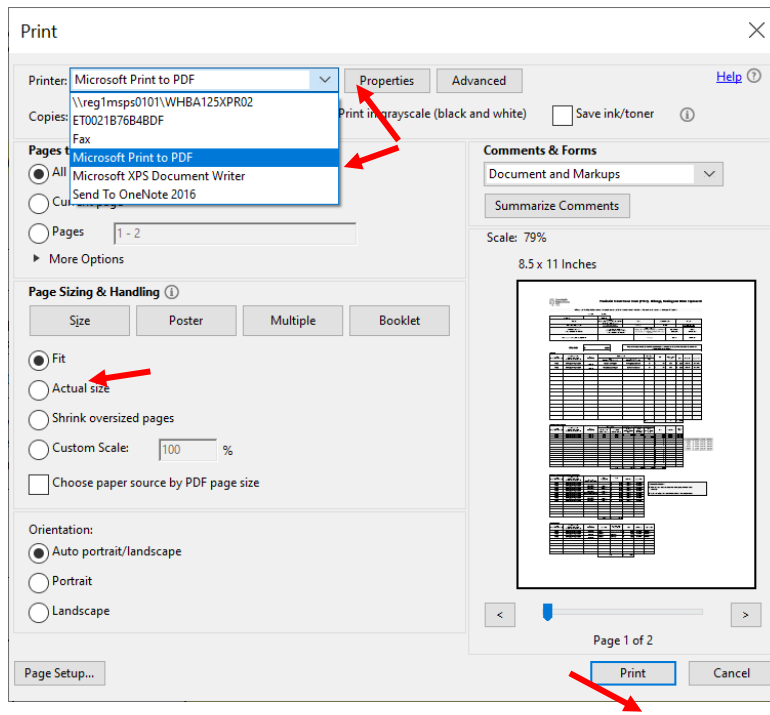 Print
Printer: Microsoft Print to PDF Properties Advanced Help ?
\\reg1msps0101\WHBA125XPR02
ET0021B76B4BDF
Copies: Print in grayscale (black and white) Save ink/toner
Fax
Microsoft Print to PDF
Microsoft XPS Document Writer
Send To OneNote 2016
Pages t
All
Current page
Pages 1 - 2
More Options
Page Sizing & Handling
Size Poster Multiple Booklet
Fit
Actual size
Shrink oversized pages
Custom Scale: 100 %
Choose paper source by PDF page size
Orientation:
Auto portrait/landscape
Portrait
Landscape
Comments & Forms
Document and Markups
Summarize Comments
Scale: 79%
8.5 x 11 Inches
< >
Page 1 of 2
Page Setup... Print Cancel